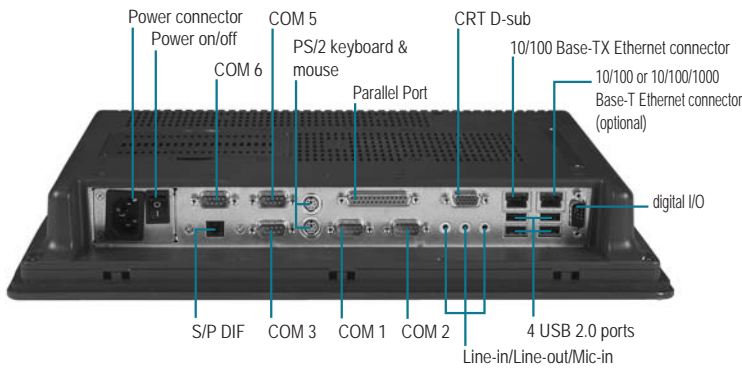 Power connector
Power on/off
COM 6
COM 5
PS/2 keyboard &
mouse
Parallel Port
CRT D-sub
10/100 Base-TX Ethernet connector
10/100 or 10/100/1000
Base-T Ethernet connector
(optional)
digital I/O
S/P DIF
COM 3
COM 1
COM 2
Line-in/Line-out/Mic-in
4 USB 2.0 ports